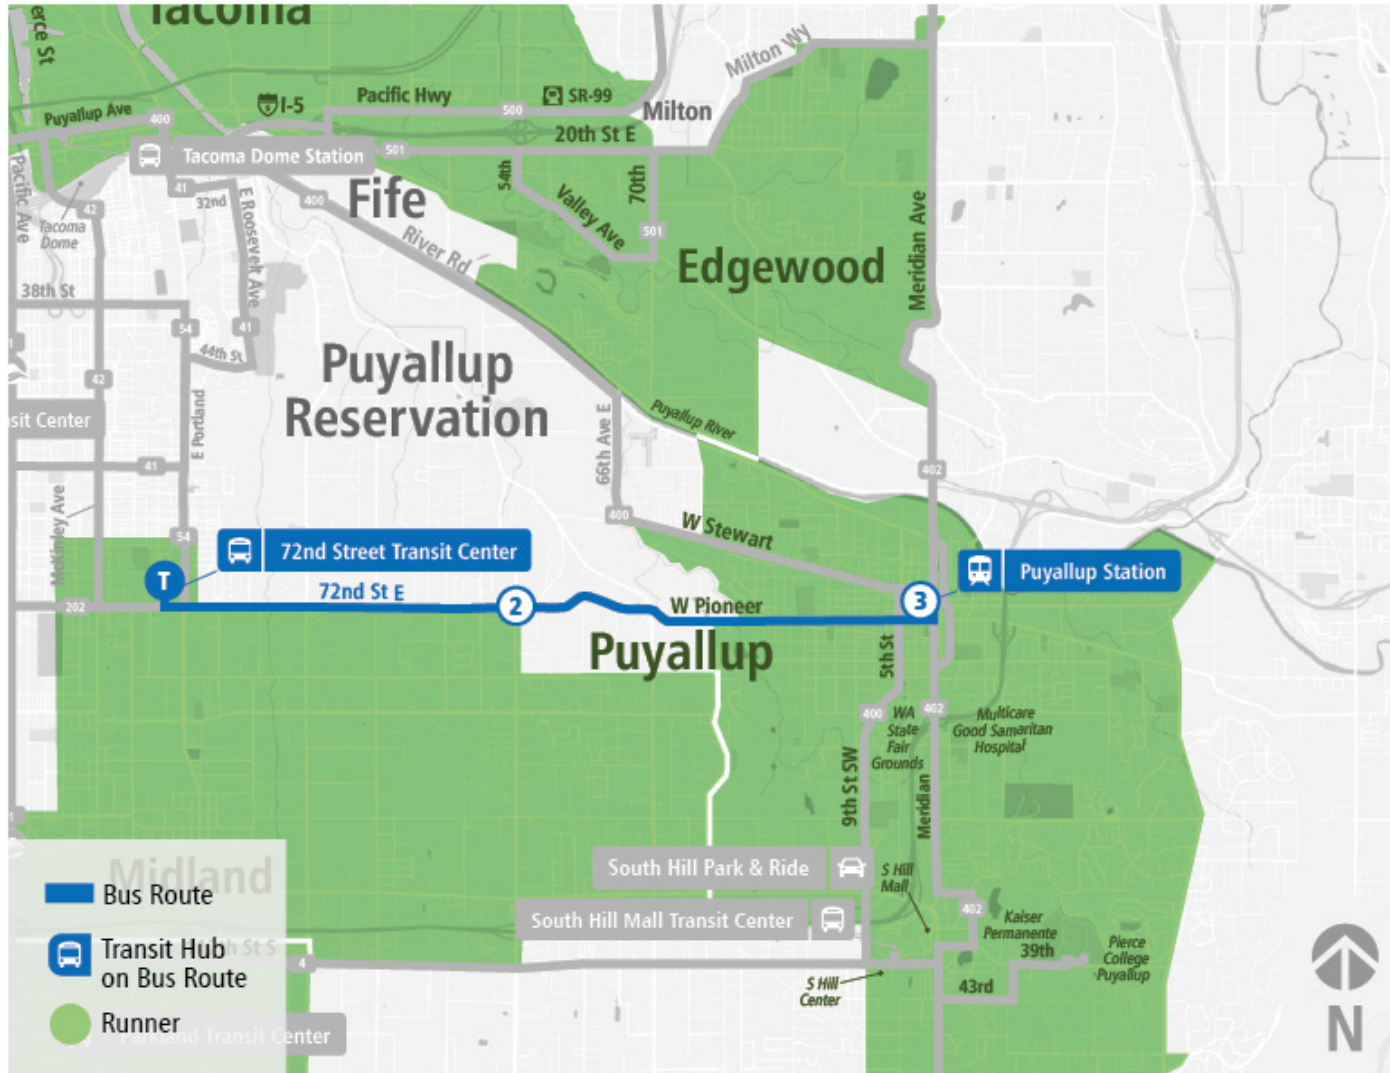 Tacoma
erce St
Milton Wy
Puyallup Ave
400
I-5
Pacific Hwy
500
SR-99
Milton
20th St E
Tacoma Dome Station
501
Pacific Ave
41
32nd
400
Fife
54th
Valley Ave
70th
501
42
Tacoma
Dome
E Roosevelt Ave
River Rd
Edgewood
Meridian Ave
38th St
54
41
44th St
Puyallup
Reservation
42
E Portland
sit Center
66th Ave E
Puyallup River
41
402
McKinley Ave
400
W Stewart
54
72nd Street Transit Center
T
72nd St E
2
W Pioneer
3
Puyallup Station
202
Puyallup
5th St
400
WA
State
Fair
Grounds
402
Multicare
Good Samaritan
Hospital
9th St SW
Meridian
South Hill Park & Ride
S Hill
Mall
402
South Hill Mall Transit Center
Kaiser
Permanente
39th
Pierce
College
Puyallup
4
S Hill
Center
43rd
Midland
Bus Route
St S
Transit Hub
on Bus Route
Runner
Parkland Transit Center
N